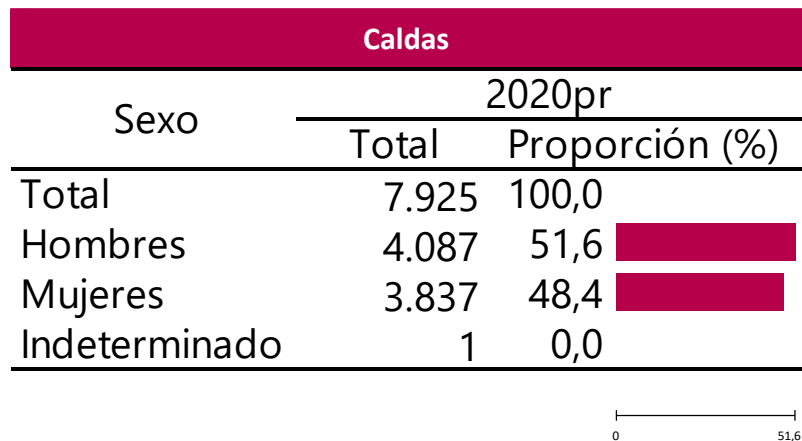 Caldas
Sexo 2020pr
Total Proporción (%)
Total 7.925 100,0
Hombres 4.087 51,6
Mujeres 3.837 48,4
Indeterminado 1 0,0
0 51,6